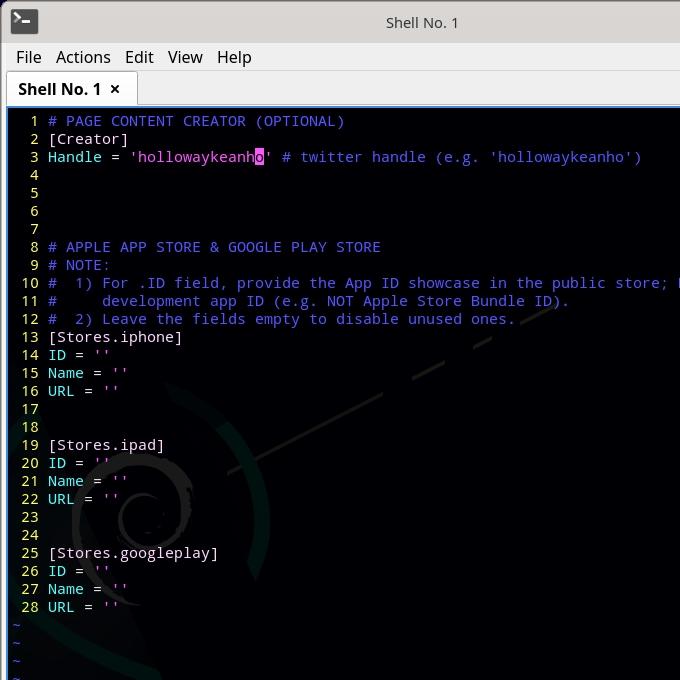 Shell No. 1
File Actions Edit View Help
Shell No. 1 ×
1 # PAGE CONTENT CREATOR (OPTIONAL)
2 [Creator]
3 Handle = 'hollowaykeanho' # twitter handle (e.g. 'hollowaykeanho')
4
5
6
7
8 # APPLE APP STORE & GOOGLE PLAY STORE
9 # NOTE:
10 #  1) For .ID field, provide the App ID showcase in the public store;
11 #     development app ID (e.g. NOT Apple Store Bundle ID).
12 #  2) Leave the fields empty to disable unused ones.
13 [Stores.iphone]
14 ID = ''
15 Name = ''
16 URL = ''
17
18
19 [Stores.ipad]
20 ID = ''
21 Name = ''
22 URL = ''
23
24
25 [Stores.googleplay]
26 ID = ''
27 Name = ''
28 URL = ''
~
~
~
~